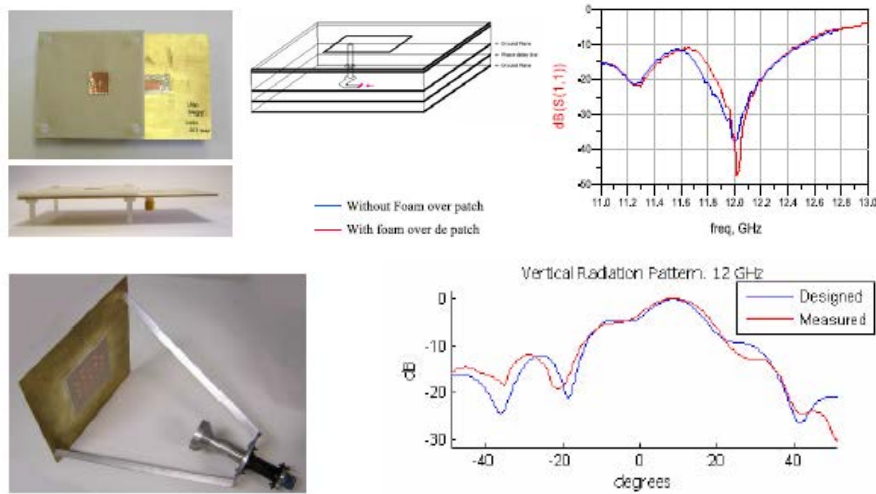 Ground Plane
Phase delay line
Ground Plane
Without Foam over patch
With foam over de patch
dB(S(1,1))
0
-10
-20
-30
-40
-50
11.0 11.2 11.4 11.6 11.8 12.0 12.2 12.4 12.6 12.8 13.0
freq, GHz
Vertical Radiation Pattern. 12 GHz
Designed
Measured
dB
0
-10
-20
-30
-40 -20 0 20 40
degrees